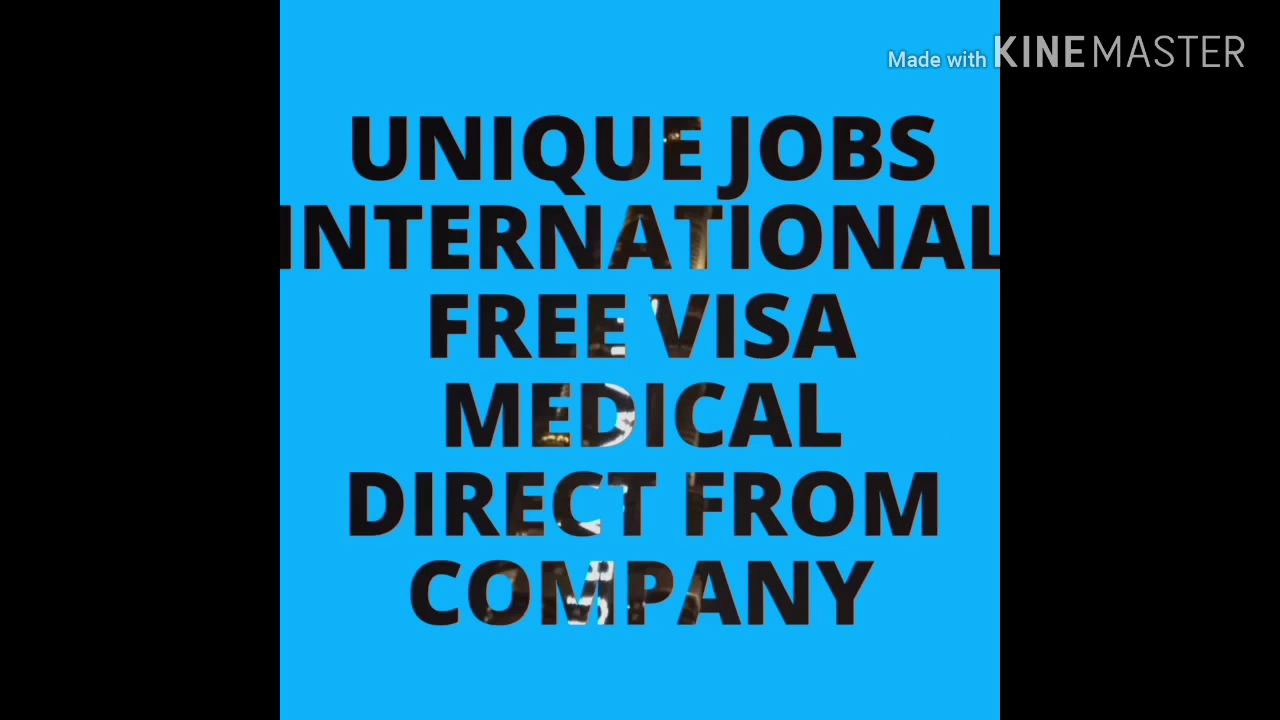 Made with KINEMASTER
UNIQUE JOBS
INTERNATIONAL
FREE VISA
MEDICAL
DIRECT FROM
COMPANY